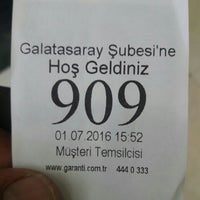 Galatasaray Şubesi'ne
Hoş Geldiniz
909
01.07.2016 15:52
Müşteri Temsilcisi
www.garanti.com.tr 444 0 333